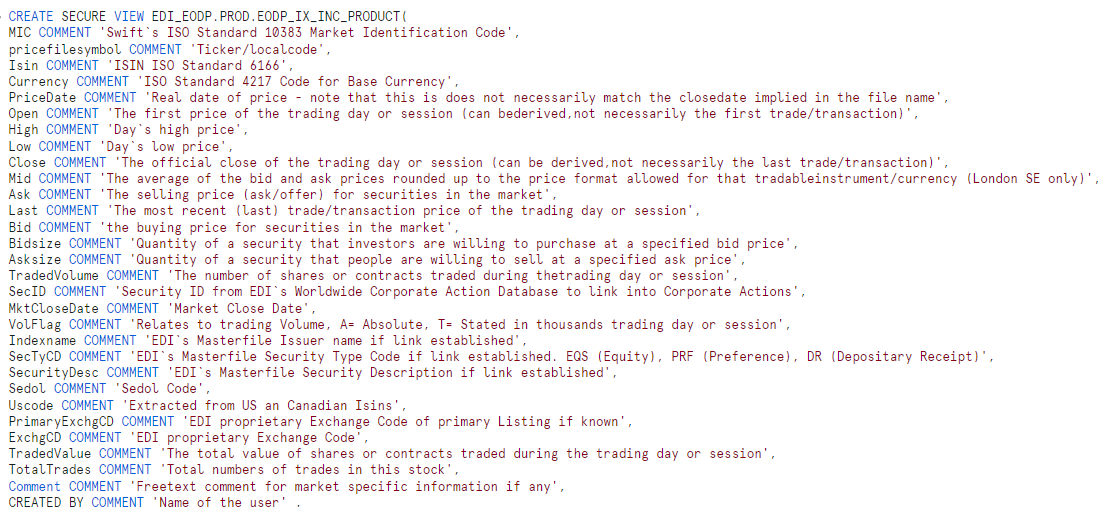 CREATE SECURE VIEW EDI_EODP.PROD.EODP_IX_INC_PRODUCT(
MIC COMMENT 'Swift`s ISO Standard 10383 Market Identification Code',
pricefilesymbol COMMENT 'Ticker/localcode',
Isin COMMENT 'ISIN ISO Standard 6166',
Currency COMMENT 'ISO Standard 4217 Code for Base Currency',
PriceDate COMMENT 'Real date of price - note that this is does not necessarily match the closedate implied in the file name',
Open COMMENT 'The first price of the trading day or session (can bederived,not necessarily the first trade/transaction)',
High COMMENT 'Day`s high price',
Low COMMENT 'Day`s low price',
Close COMMENT 'The official close of the trading day or session (can be derived,not necessarily the last trade/transaction)',
Mid COMMENT 'The average of the bid and ask prices rounded up to the price format allowed for that tradableinstrument/currency (London SE only)',
Ask COMMENT 'The selling price (ask/offer) for securities in the market',
Last COMMENT 'The most recent (last) trade/transaction price of the trading day or session',
Bid COMMENT 'the buying price for securities in the market',
Bidsize COMMENT 'Quantity of a security that investors are willing to purchase at a specified bid price',
Asksize COMMENT 'Quantity of a security that people are willing to sell at a specified ask price',
TradedVolume COMMENT 'The number of shares or contracts traded during thetrading day or session',
SecID COMMENT 'Security ID from EDI`s Worldwide Corporate Action Database to link into Corporate Actions',
MktCloseDate COMMENT 'Market Close Date',
VolFlag COMMENT 'Relates to trading Volume, A= Absolute, T= Stated in thousands trading day or session',
Indexname COMMENT 'EDI`s Masterfile Issuer name if link established',
SecTyCD COMMENT 'EDI`s Masterfile Security Type Code if link established. EQS (Equity), PRF (Preference), DR (Depositary Receipt)',
SecurityDesc COMMENT 'EDI`s Masterfile Security Description if link established',
Sedol COMMENT 'Sedol Code',
Uscode COMMENT 'Extracted from US an Canadian Isins',
PrimaryExchgCD COMMENT 'EDI proprietary Exchange Code of primary Listing if known',
ExchgCD COMMENT 'EDI proprietary Exchange Code',
TradedValue COMMENT 'The total value of shares or contracts traded during the trading day or session',
TotalTrades COMMENT 'Total numbers of trades in this stock',
Comment COMMENT 'Freetext comment for market specific information if any',
CREATED BY COMMENT 'Name of the user' .